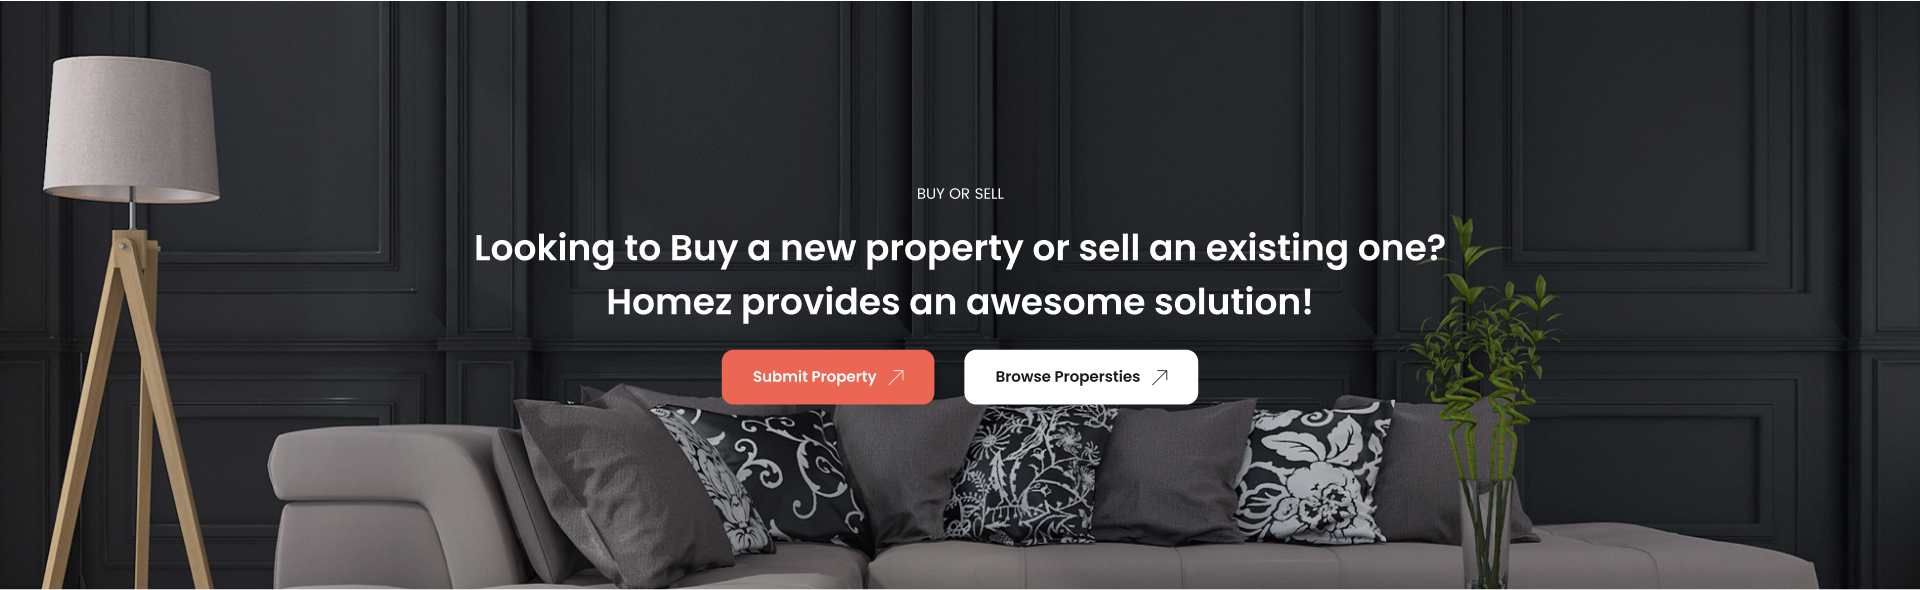 BUY OR SELL
Looking to Buy a new property or sell an existing one?
Homez provides an awesome solution!
Submit Property
Browse Propersties